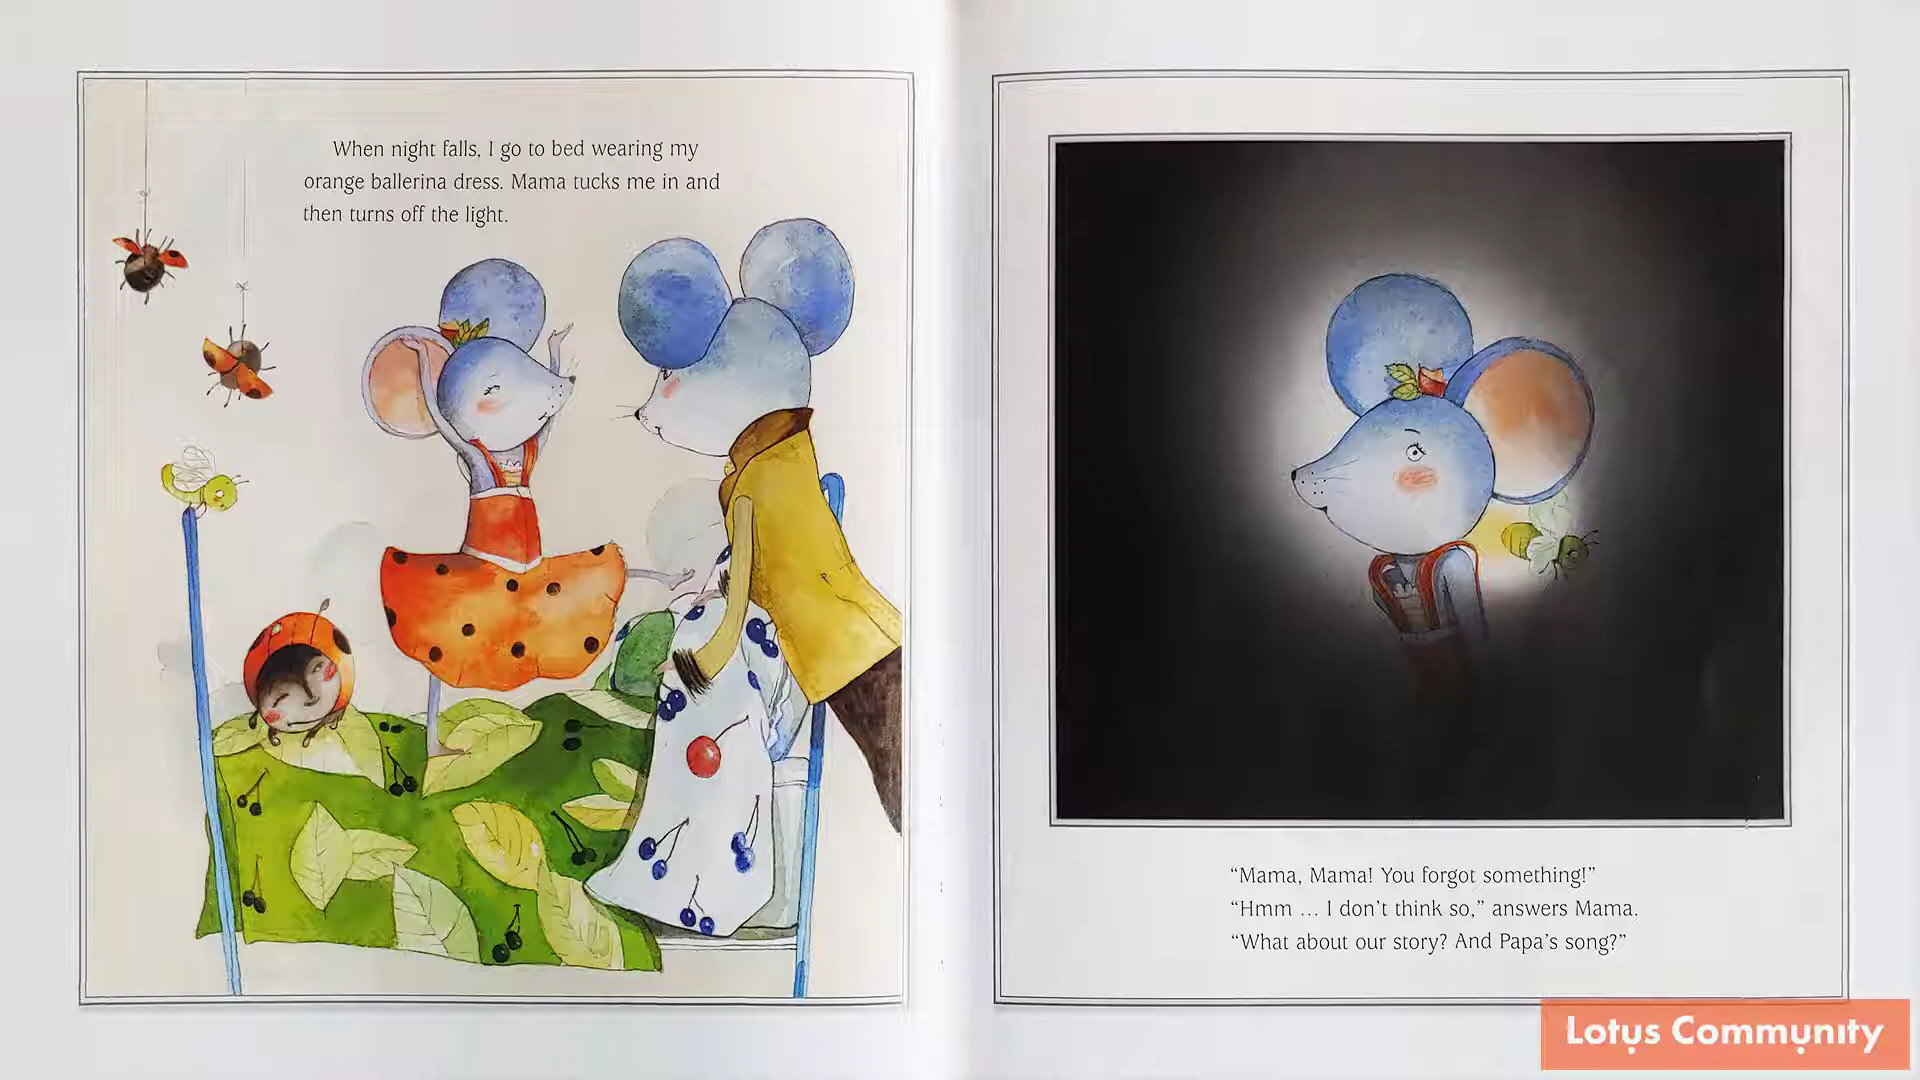 When night falls, I go to bed wearing my
orange ballerina dress. Mama tucks me in and
then turns off the light.
“Mama, Mama! You forgot something!”
“Hmm … I don’t think so,” answers Mama.
“What about our story? And Papa’s song?”
Lotus Community